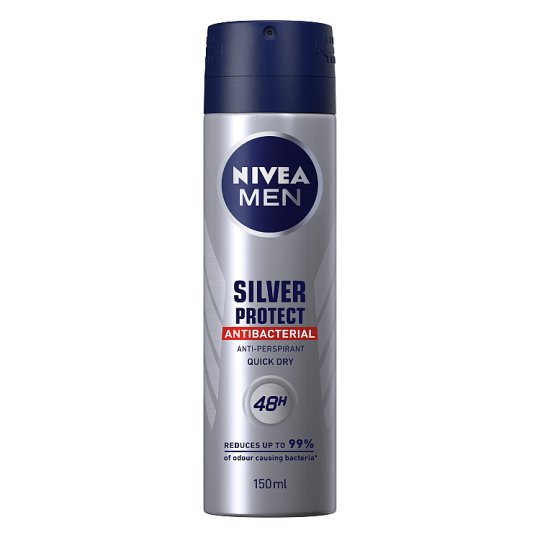 NIVEA
MEN
SILVER
PROTECT
ANTIBACTERIAL
ANTI-PERSPIRANT
QUICK DRY
48H
REDUCES UP TO 99%
of odour causing bacteria*
150ml